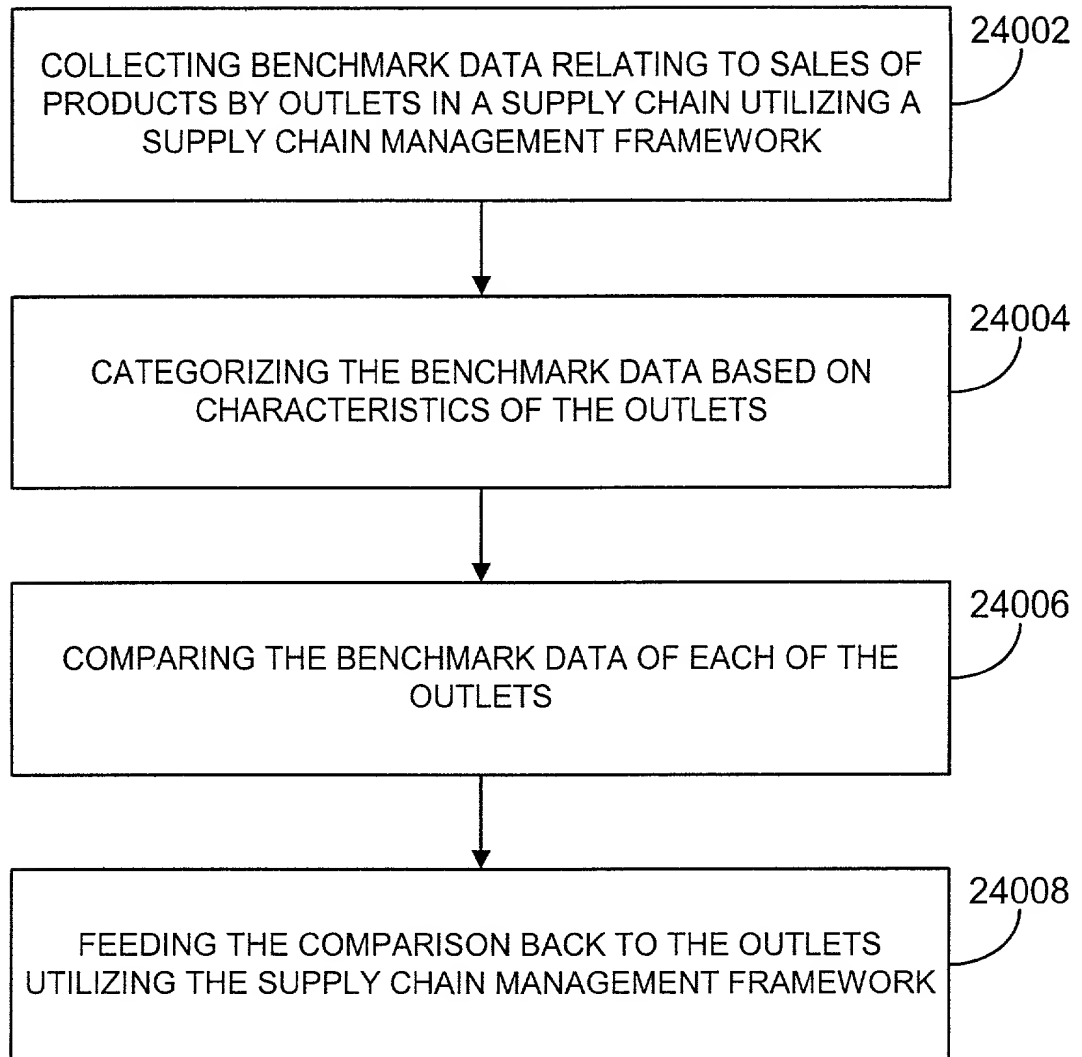 24002
COLLECTING BENCHMARK DATA RELATING TO SALES OF
PRODUCTS BY OUTLETS IN A SUPPLY CHAIN UTILIZING A
SUPPLY CHAIN MANAGEMENT FRAMEWORK
24004
CATEGORIZING THE BENCHMARK DATA BASED ON
CHARACTERISTICS OF THE OUTLETS
24006
COMPARING THE BENCHMARK DATA OF EACH OF THE
OUTLETS
24008
FEEDING THE COMPARISON BACK TO THE OUTLETS
UTILIZING THE SUPPLY CHAIN MANAGEMENT FRAMEWORK